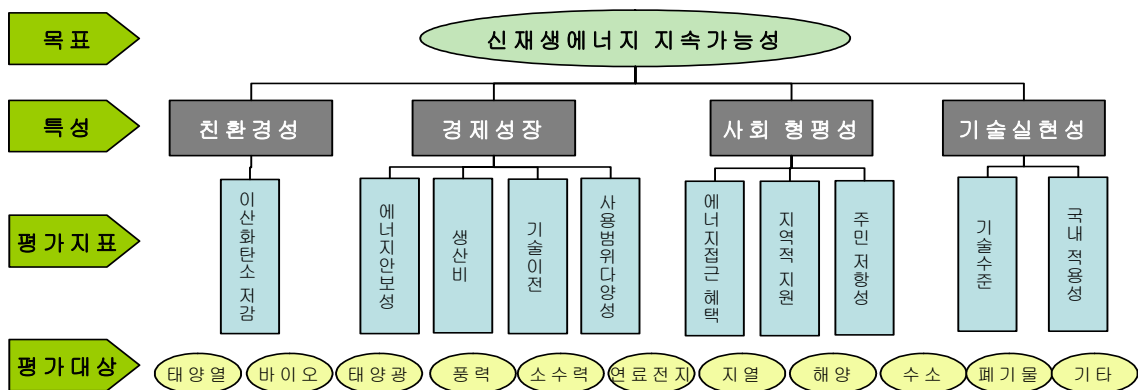 목표
신재생에너지 지속가능성
특성
친환경성
경제성장
사회 형평성
기술실현성
평가지표
이산화탄소 저감
에너지안보성
생산비
기술이전
사용범위다양성
에너지접근 혜택
지역적 지원
주민 저항성
기술수준
국내 적용성
평가대상
태양열
바이오
태양광
풍력
소수력
연료전지
지열
해양
수소
폐기물
기타